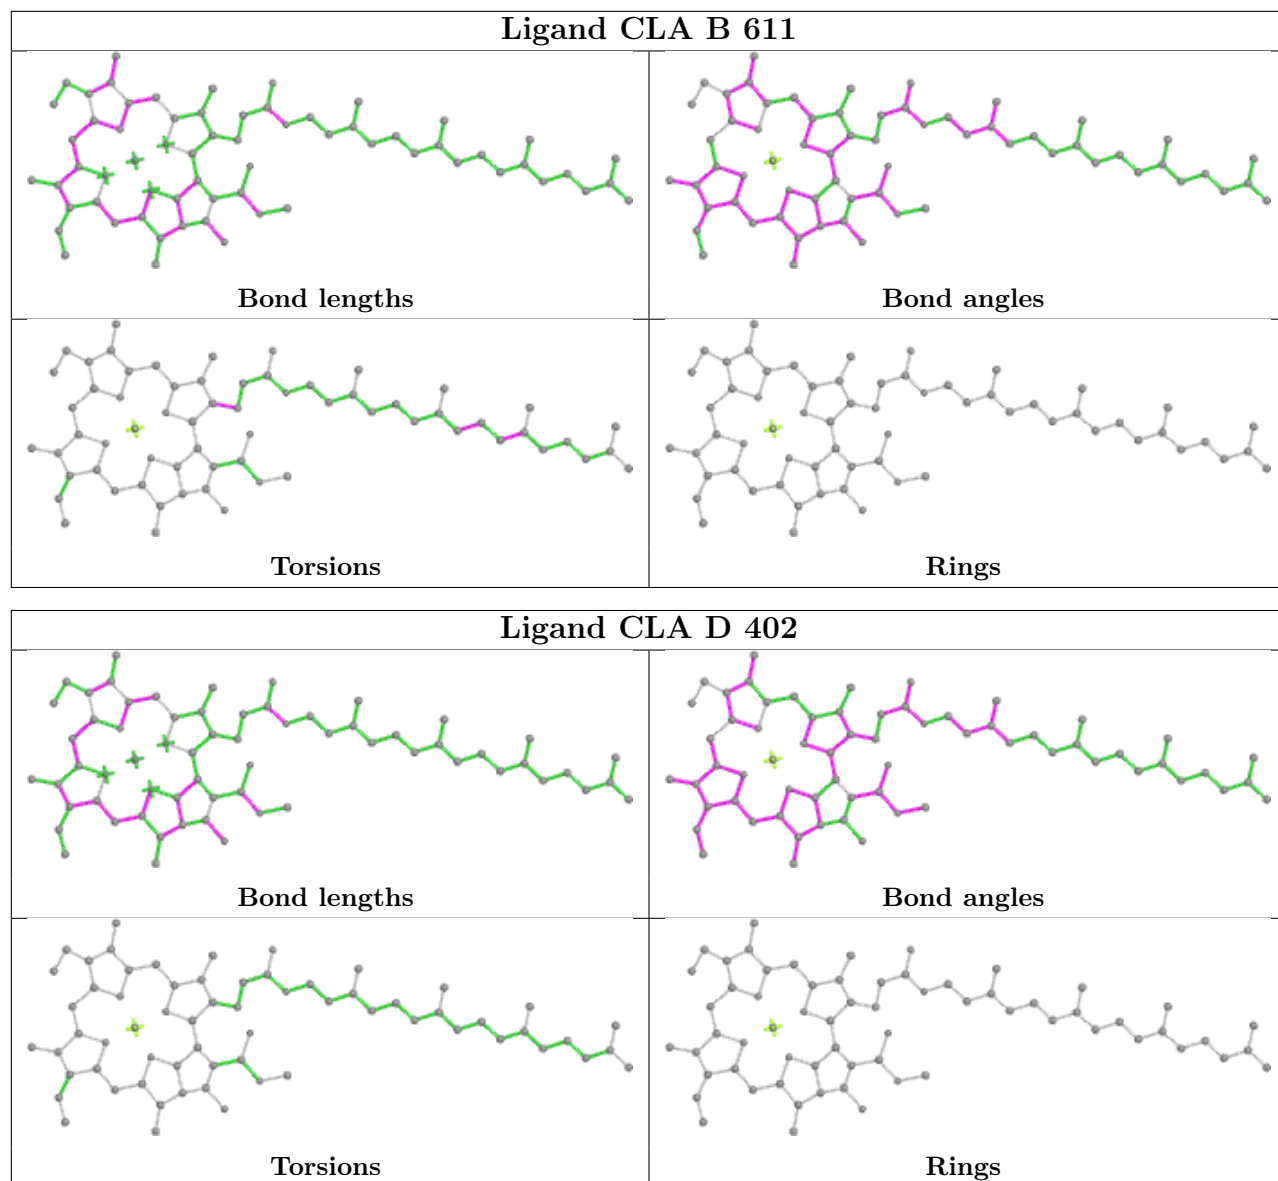 Ligand CLA B 611
Bond lengths
Bond angles
Torsions
Rings
Ligand CLA D 402
Bond lengths
Bond angles
Torsions
Rings